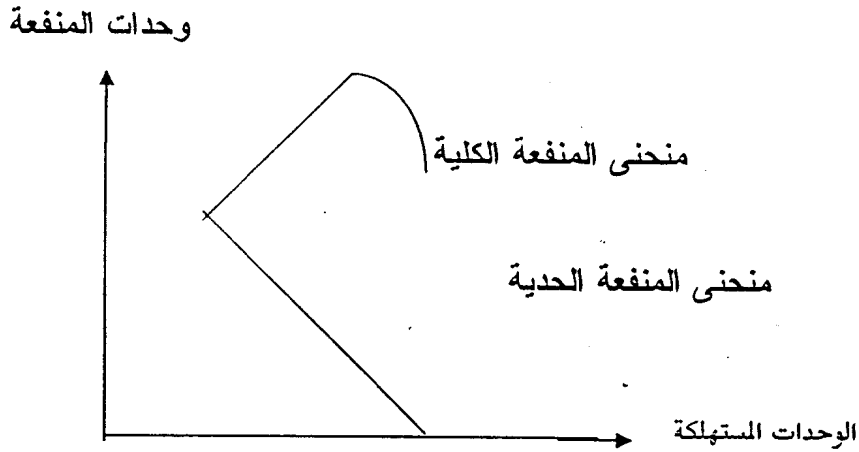 وحدات المنفعة
منحنى المنفعة الكلية
منحنى المنفعة الحدية
الوحدات المستهلكة